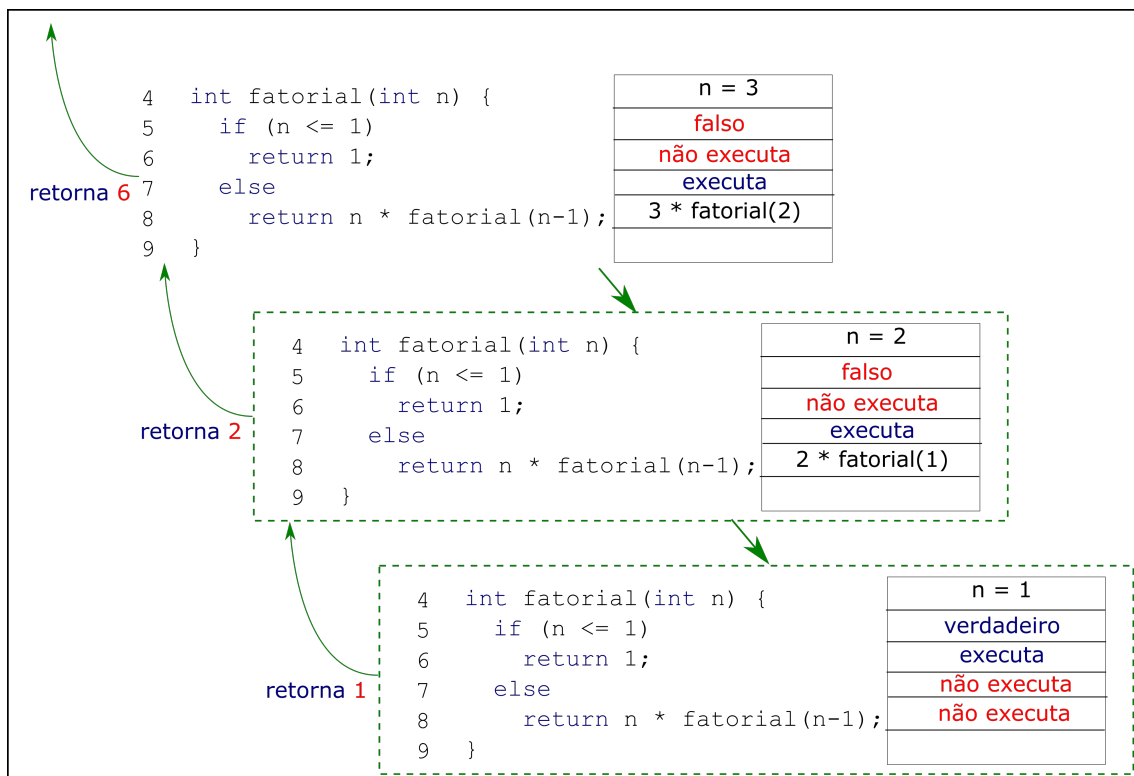 4 int fatorial(int n) { n = 3
5 if (n <= 1) falso
6 return 1; não executa
retorna 6 7 else executa
8 return n * fatorial(n-1); 3 * fatorial(2)
9 }
4 int fatorial(int n) { n = 2
5 if (n <= 1) falso
6 return 1; não executa
retorna 2 7 else executa
8 return n * fatorial(n-1); 2 * fatorial(1)
9 }
4 int fatorial(int n) { n = 1
5 if (n <= 1) verdadeiro
6 return 1; executa
retorna 1 7 else não executa
8 return n * fatorial(n-1); não executa
9 }